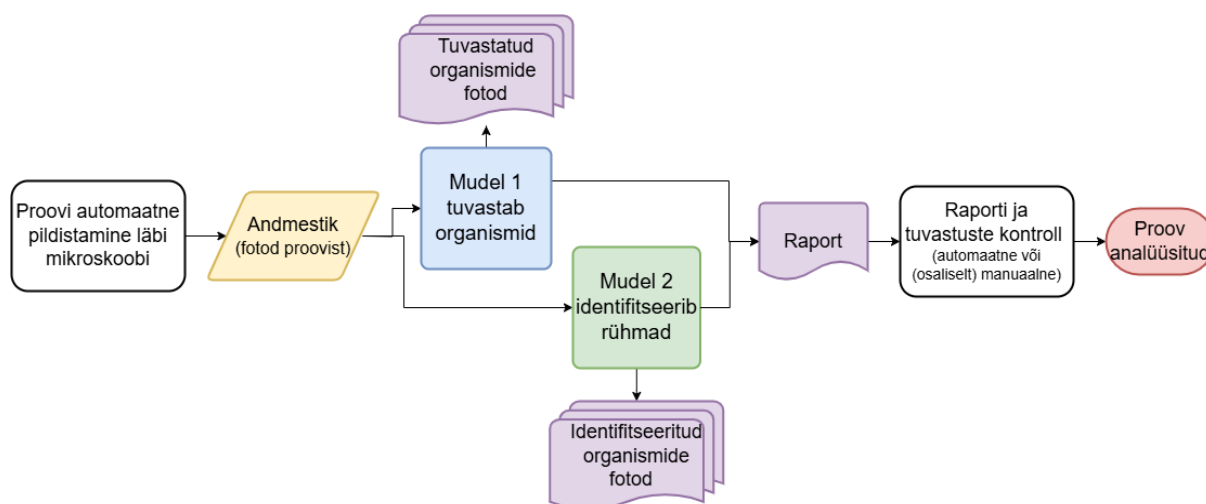 Tuvastatud
organismide
fotod
Proovi automaatne
pildistamine läbi
mikroskoobi
Andmestik
(fotod proovist)
Mudel 1
tuvastab
organismid
Mudel 2
identifitseerib
rühmad
Identifitseeritud
organismide
fotod
Raport
Raporti ja
tuvastuste kontroll
(automaatne või
(osaliselt) manuaalne)
Proov
analüüsitud